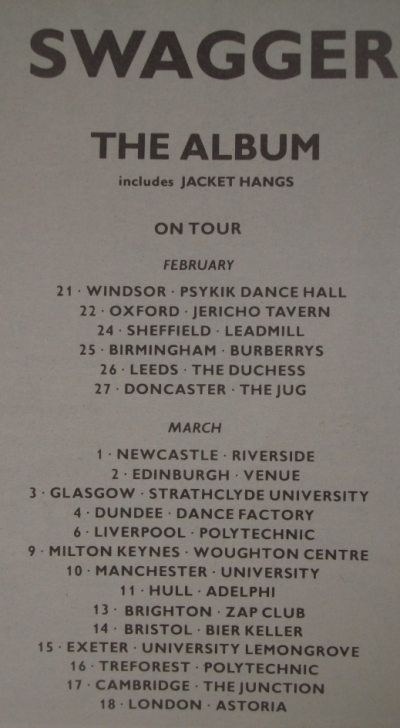 SWAGGER
THE ALBUM
includes JACKET HANGS
ON TOUR
FEBRUARY
21 · WINDSOR · PSYKIK DANCE HALL
22 · OXFORD · JERICHO TAVERN
24 · SHEFFIELD · LEADMILL
25 · BIRMINGHAM · BURBERRYS
26 · LEEDS · THE DUCHESS
27 · DONCASTER · THE JUG
MARCH
1 · NEWCASTLE · RIVERSIDE
2 · EDINBURGH · VENUE
3 · GLASGOW · STRATHCLYDE UNIVERSITY
4 · DUNDEE · DANCE FACTORY
6 · LIVERPOOL · POLYTECHNIC
9 · MILTON KEYNES · WOUGHTON CENTRE
10 · MANCHESTER · UNIVERSITY
11 · HULL · ADELPHI
13 · BRIGHTON · ZAP CLUB
14 · BRISTOL · BIER KELLER
15 · EXETER · UNIVERSITY LEMONGROVE
16 · TREFOREST · POLYTECHNIC
17 · CAMBRIDGE · THE JUNCTION
18 · LONDON · ASTORIA